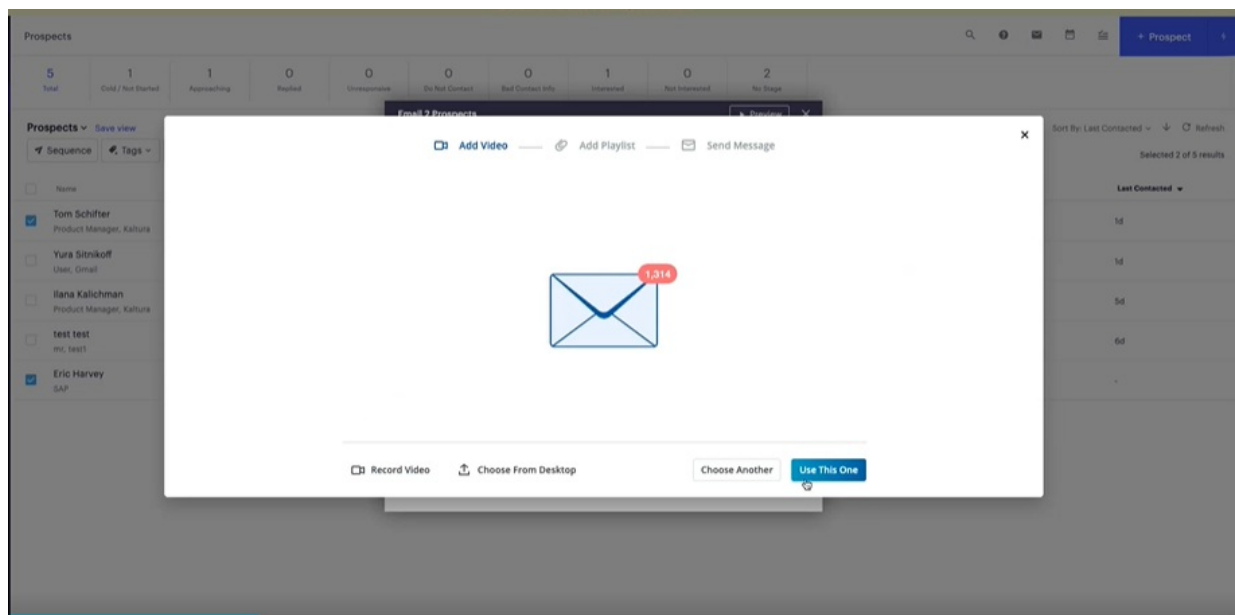 Prospects
+ Prospect
5 1 1 0 0 0 0 1 0 2
Total Cold / Not Started Approaching Replied Unresponsive Do Not Contact Bad Contact Info Interested Not Interested No Stage
Email 2 Prospects Preview X
Prospects Save view
Sort By: Last Contacted Refresh
Add Video Add Playlist Send Message
Sequence Tags
Selected 2 of 5 results
Name
Last Contacted
1,314
Tom Schifter
Product Manager, Kaltura
1d
Yura Sitnikoff
User, Gmail
1d
Ilana Kalichman
Product Manager, Kaltura
5d
test test
mr, test1
6d
Eric Harvey
SAP
-
Record Video Choose From Desktop Choose Another Use This One